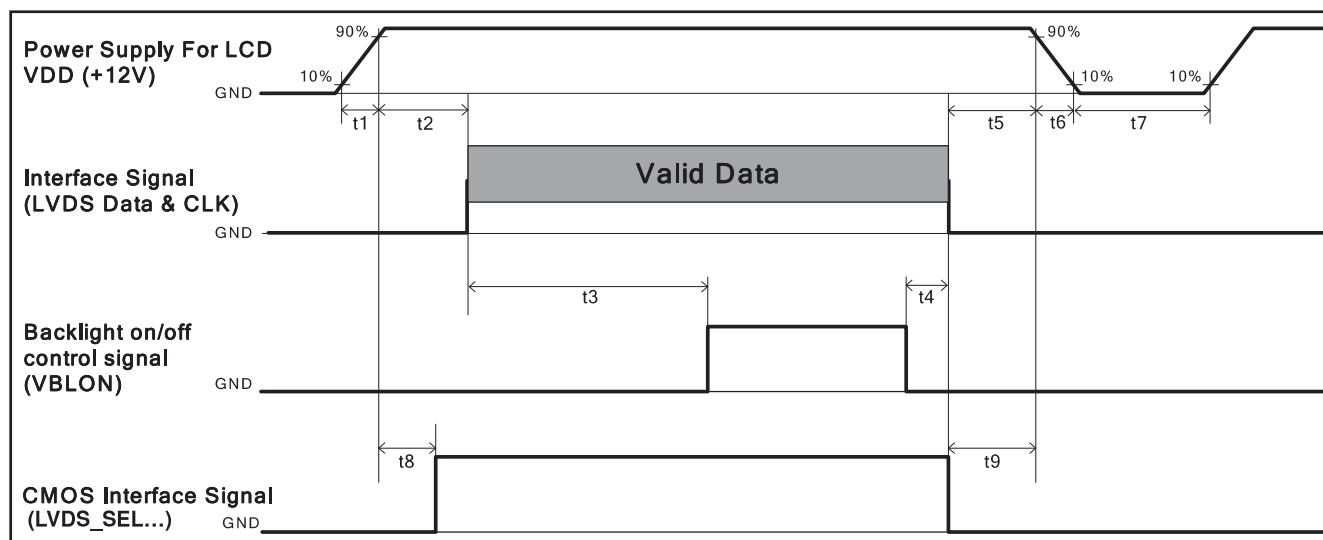 Power Supply For LCD
VDD (+12V)
90%
10%
GND
90%
10%
10%
t1
t2
t5
t6
t7
Interface Signal
(LVDS Data & CLK)
Valid Data
GND
t3
t4
Backlight on/off
control signal
(VBLON)
GND
t8
t9
CMOS Interface Signal
(LVDS_SEL...)
GND